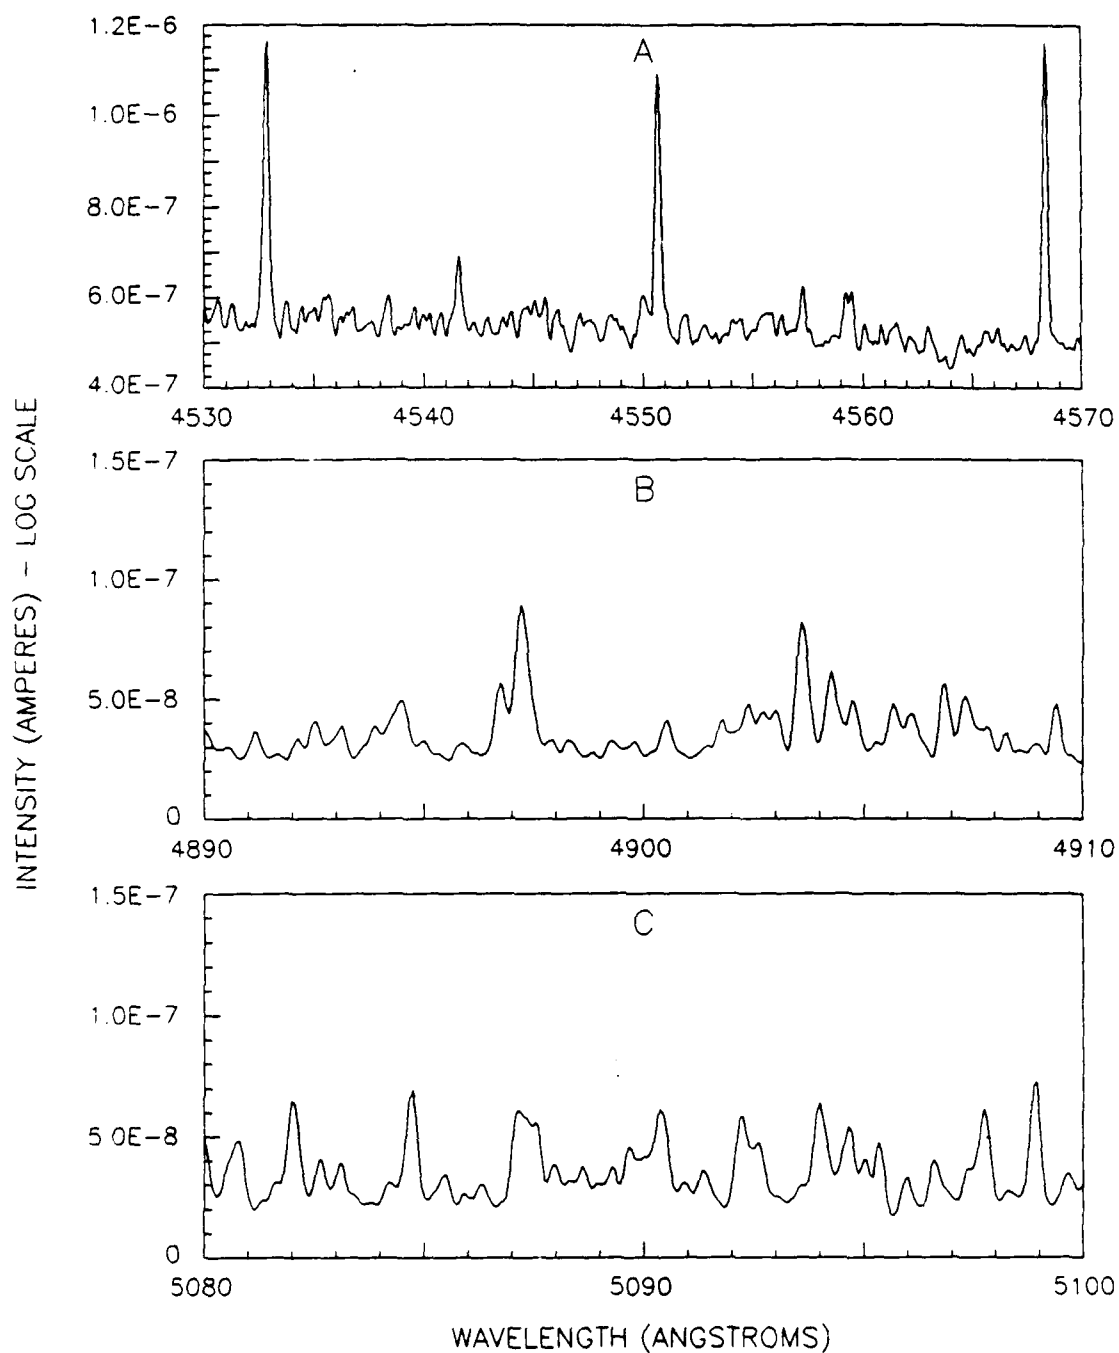 INTENSITY (AMPERES) - LOG SCALE
A
1.2E-6
1.0E-6
8.0E-7
6.0E-7
4.0E-7
4530 4540 4550 4560 4570
B
1.5E-7
1.0E-7
5.0E-8
0
4890 4900 4910
C
1.5E-7
1.0E-7
5.0E-8
0
5080 5090 5100
WAVELENGTH (ANGSTROMS)